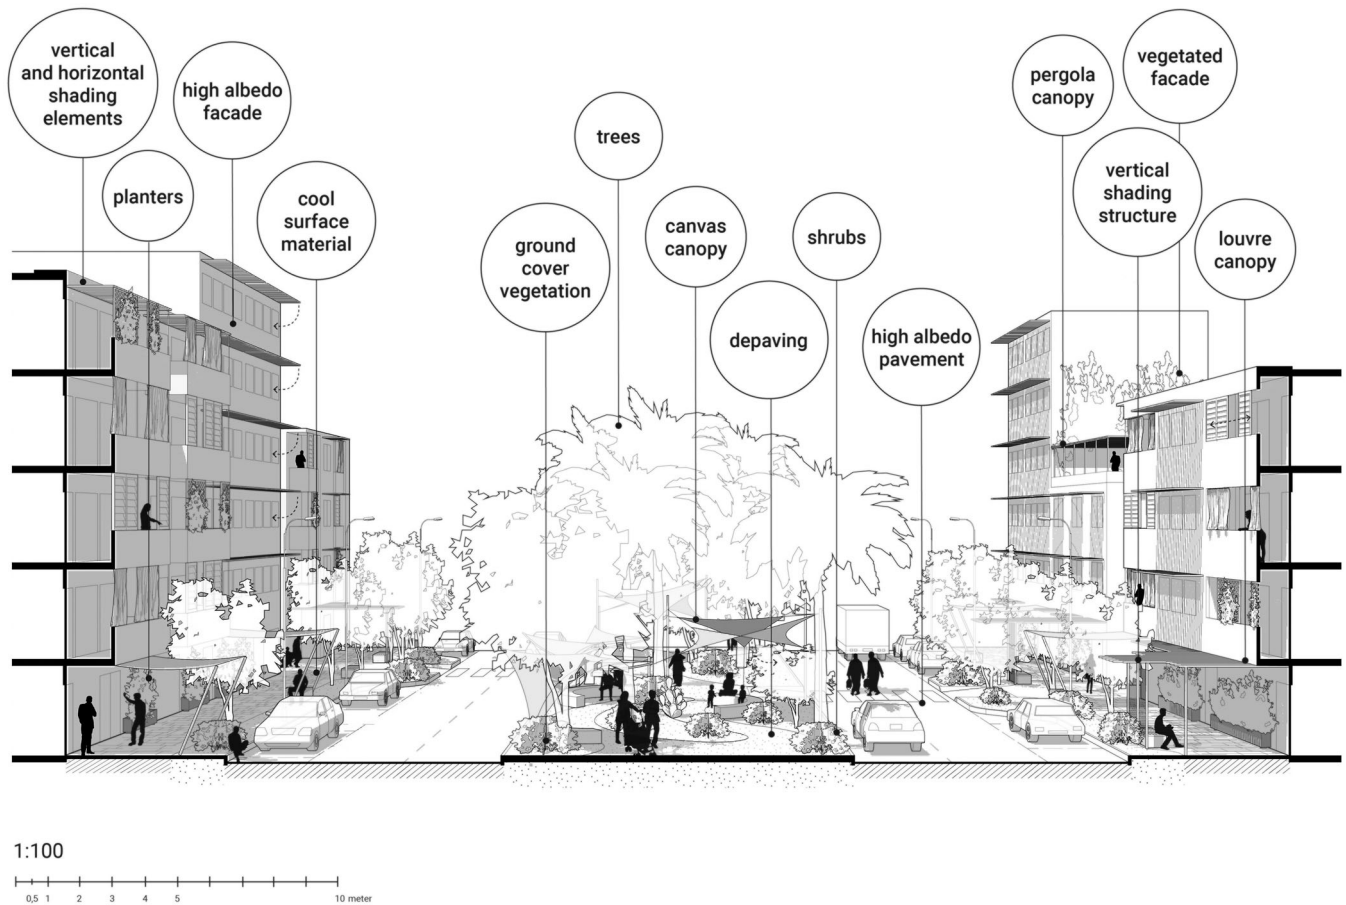 vertical
and horizontal
shading
elements
high albedo
facade
planters
cool
surface
material
trees
ground
cover
vegetation
canvas
canopy
shrubs
depaving
high albedo
pavement
pergola
canopy
vegetated
facade
vertical
shading
structure
louvre
canopy
1:100
0,5 1 2 3 4 5 10 meter